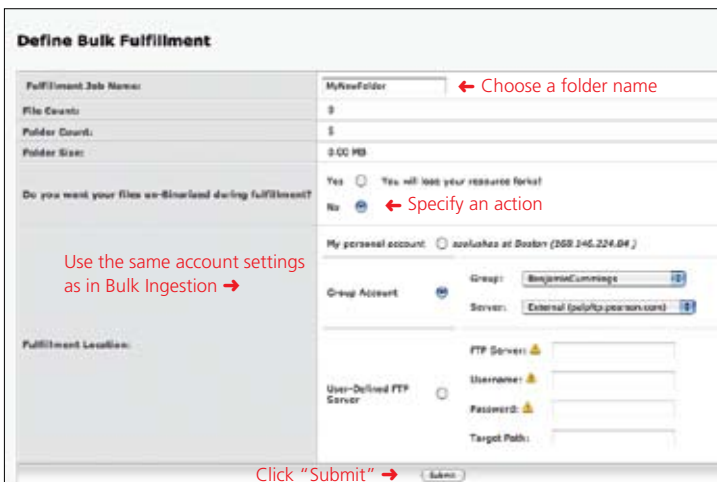 Define Bulk Fulfillment
Fulfillment Job Name: MyNewFolder ← Choose a folder name
File Count:
Folder Count:
Folder Size: 0.00 MB
Do you want your files un-Binarized during fulfillment?
Yes You will lose your resource forks!
No ← Specify an action
Use the same account settings
as in Bulk Ingestion →
Fulfillment Location:
My personal account at Boston
Group Account
Group: BenjaminCummings
Server: External
User-Defined FTP
Server
FTP Server:
Username:
Password:
Target Path:
Click “Submit” → Submit